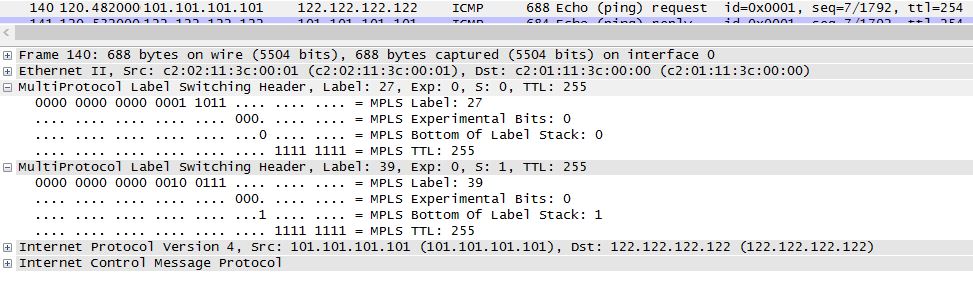 140 120.482000 101.101.101.101 122.122.122.122 ICMP 688 Echo (ping) request id=0x0001, seq=7/1792, ttl=254
141 120.532000 122.122.122.122 101.101.101.101 ICMP 684 Echo (ping) reply id=0x0001, seq=7/1792, ttl=254
Frame 140: 688 bytes on wire (5504 bits), 688 bytes captured (5504 bits) on interface 0
Ethernet II, Src: c2:02:11:3c:00:01 (c2:02:11:3c:00:01), Dst: c2:01:11:3c:00:00 (c2:01:11:3c:00:00)
MultiProtocol Label Switching Header, Label: 27, Exp: 0, S: 0, TTL: 255
0000 0000 0000 0001 1011 .... .... .... = MPLS Label: 27
.... .... .... .... .... 000. .... .... = MPLS Experimental Bits: 0
.... .... .... .... .... ...0 .... .... = MPLS Bottom Of Label Stack: 0
.... .... .... .... .... .... 1111 1111 = MPLS TTL: 255
MultiProtocol Label Switching Header, Label: 39, Exp: 0, S: 1, TTL: 255
0000 0000 0000 0010 0111 .... .... .... = MPLS Label: 39
.... .... .... .... .... 000. .... .... = MPLS Experimental Bits: 0
.... .... .... .... .... ...1 .... .... = MPLS Bottom Of Label Stack: 1
.... .... .... .... .... .... 1111 1111 = MPLS TTL: 255
Internet Protocol Version 4, Src: 101.101.101.101 (101.101.101.101), Dst: 122.122.122.122 (122.122.122.122)
Internet Control Message Protocol